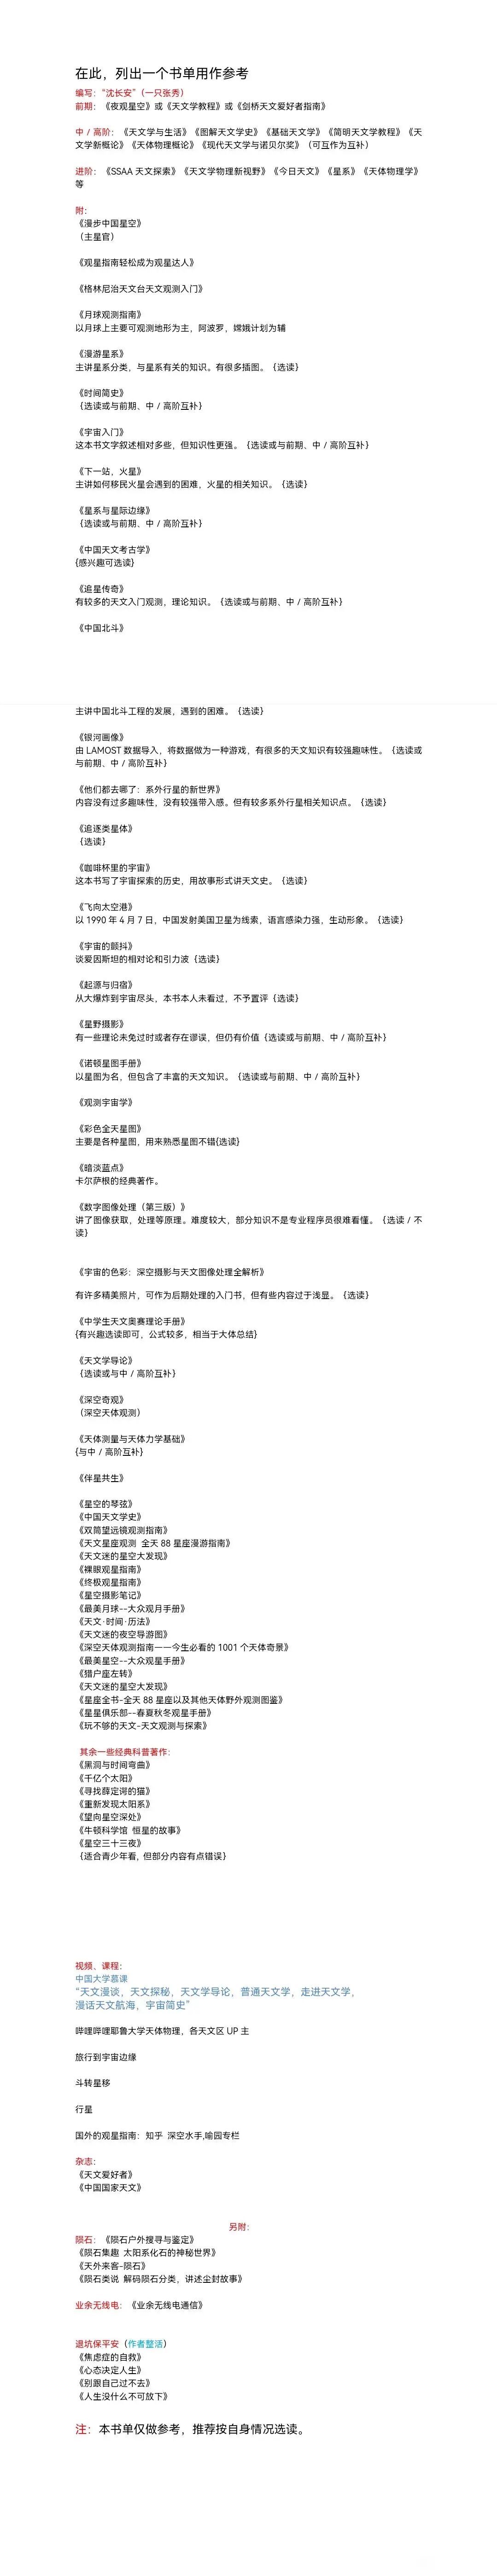 在此，列出一个书单用作参考
编写：“沈长安”（一只张秀）
前期：《夜观星空》或《天文学教程》或《剑桥天文爱好者指南》
中 / 高阶：《天文学与生活》《图解天文学史》《基础天文学》《简明天文学教程》《天
文学新概论》《天体物理概论》《现代天文学与诺贝尔奖》（可互作为互补）
进阶：《SSAA 天文探索》《天文学物理新视野》《今日天文》《星系》《天体物理学》
等
附：
《漫步中国星空》
（主星官）
《观星指南轻松成为观星达人》
《格林尼治天文台天文观测入门》
《月球观测指南》
以月球上主要可观测地形为主，阿波罗，嫦娥计划为辅
《漫游星系》
主讲星系分类，与星系有关的知识。有很多插图。｛选读｝
《时间简史》
｛选读或与前期、中 / 高阶互补｝
《宇宙入门》
这本书文字叙述相对多些，但知识性更强。｛选读或与前期、中 / 高阶互补｝
《下一站，火星》
主讲如何移民火星会遇到的困难，火星的相关知识。｛选读｝
《星系与星际边缘》
｛选读或与前期、中 / 高阶互补｝
《中国天文考古学》
{感兴趣可选读}
《追星传奇》
有较多的天文入门观测，理论知识。｛选读或与前期、中 / 高阶互补｝
《中国北斗》
主讲中国北斗工程的发展，遇到的困难。｛选读｝
《银河画像》
由 LAMOST 数据导入，将数据做为一种游戏，有很多的天文知识有较强趣味性。｛选读或
与前期、中 / 高阶互补｝
《他们都去哪了：系外行星的新世界》
内容没有过多趣味性，没有较强带入感。但有较多系外行星相关知识点。｛选读｝
《追逐类星体》
｛选读｝
《咖啡杯里的宇宙》
这本书写了宇宙探索的历史，用故事形式讲天文史。｛选读｝
《飞向太空港》
以 1990 年 4 月 7 日，中国发射美国卫星为线索，语言感染力强，生动形象。｛选读｝
《宇宙的颤抖》
谈爱因斯坦的相对论和引力波｛选读｝
《起源与归宿》
从大爆炸到宇宙尽头，本书本人未看过，不予置评｛选读｝
《星野摄影》
有一些理论未免过时或者存在谬误，但仍有价值｛选读或与前期、中 / 高阶互补｝
《诺顿星图手册》
以星图为名，但包含了丰富的天文知识。｛选读或与前期、中 / 高阶互补｝
《观测宇宙学》
《彩色全天星图》
主要是各种星图，用来熟悉星图不错{选读}
《暗淡蓝点》
卡尔萨根的经典著作。
《数字图像处理（第三版）》
讲了图像获取，处理等原理。难度较大，部分知识不是专业程序员很难看懂。｛选读 / 不
读｝
《宇宙的色彩：深空摄影与天文图像处理全解析》
有许多精美照片，可作为后期处理的入门书，但有些内容过于浅显。｛选读｝
《中学生天文奥赛理论手册》
{有兴趣选读即可，公式较多，相当于大体总结}
《天文学导论》
｛选读或与中 / 高阶互补｝
《深空奇观》
（深空天体观测）
《天体测量与天体力学基础》
{与中 / 高阶互补}
《伴星共生》
《星空的琴弦》
《中国天文学史》
《双筒望远镜观测指南》
《天文星座观测 全天 88 星座漫游指南》
《天文迷的星空大发现》
《裸眼观星指南》
《终极观星指南》
《星空摄影笔记》
《最美月球--大众观月手册》
《天文·时间·历法》
《天文迷的夜空导游图》
《深空天体观测指南一一今生必看的 1001 个天体奇景》
《最美星空--大众观星手册》
《猎户座左转》
《天文迷的星空大发现》
《星座全书-全天 88 星座以及其他天体野外观测图鉴》
《星星俱乐部--春夏秋冬观星手册》
《玩不够的天文-天文观测与探索》
其余一些经典科普著作：
《黑洞与时间弯曲》
《千亿个太阳》
《寻找薛定谔的猫》
《重新发现太阳系》
《望向星空深处》
《牛顿科学馆 恒星的故事》
《星空三十三夜》
｛适合青少年看，但部分内容有点错误｝
视频、课程：
中国大学慕课
“天文漫谈，天文探秘，天文学导论，普通天文学，走进天文学，
漫话天文航海，宇宙简史”
哔哩哔哩耶鲁大学天体物理，各天文区 UP 主
旅行到宇宙边缘
斗转星移
行星
国外的观星指南：知乎 深空水手,喻园专栏
杂志：
《天文爱好者》
《中国国家天文》
另附：
陨石：《陨石户外搜寻与鉴定》
《陨石集趣 太阳系化石的神秘世界》
《天外来客-陨石》
《陨石类说 解码陨石分类，讲述尘封故事》
业余无线电：《业余无线电通信》
退坑保平安（作者整活）
《焦虑症的自救》
《心态决定人生》
《别跟自己过不去》
《人生没什么不可放下》
注：本书单仅做参考，推荐按自身情况选读。